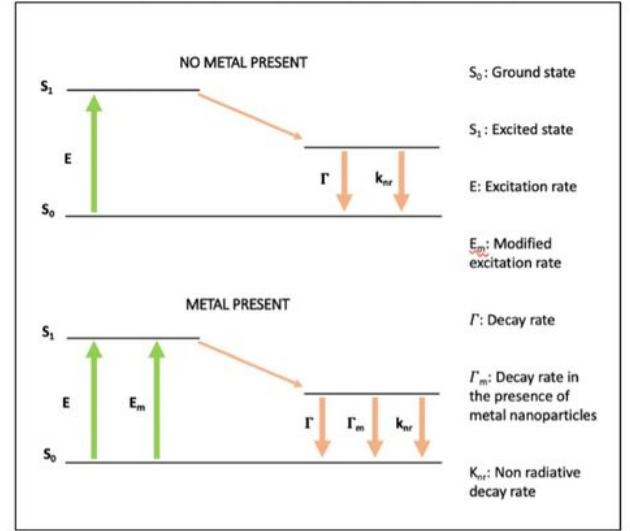 NO METAL PRESENT
S₁
E
Γ
kₙᵣ
S₀
METAL PRESENT
S₁
E
Eₘ
Γ
Γₘ
kₙᵣ
S₀
S₀: Ground state
S₁: Excited state
E: Excitation rate
Eₘ: Modified
excitation rate
Γ: Decay rate
Γₘ: Decay rate in
the presence of
metal nanoparticles
Kₙᵣ: Non radiative
decay rate